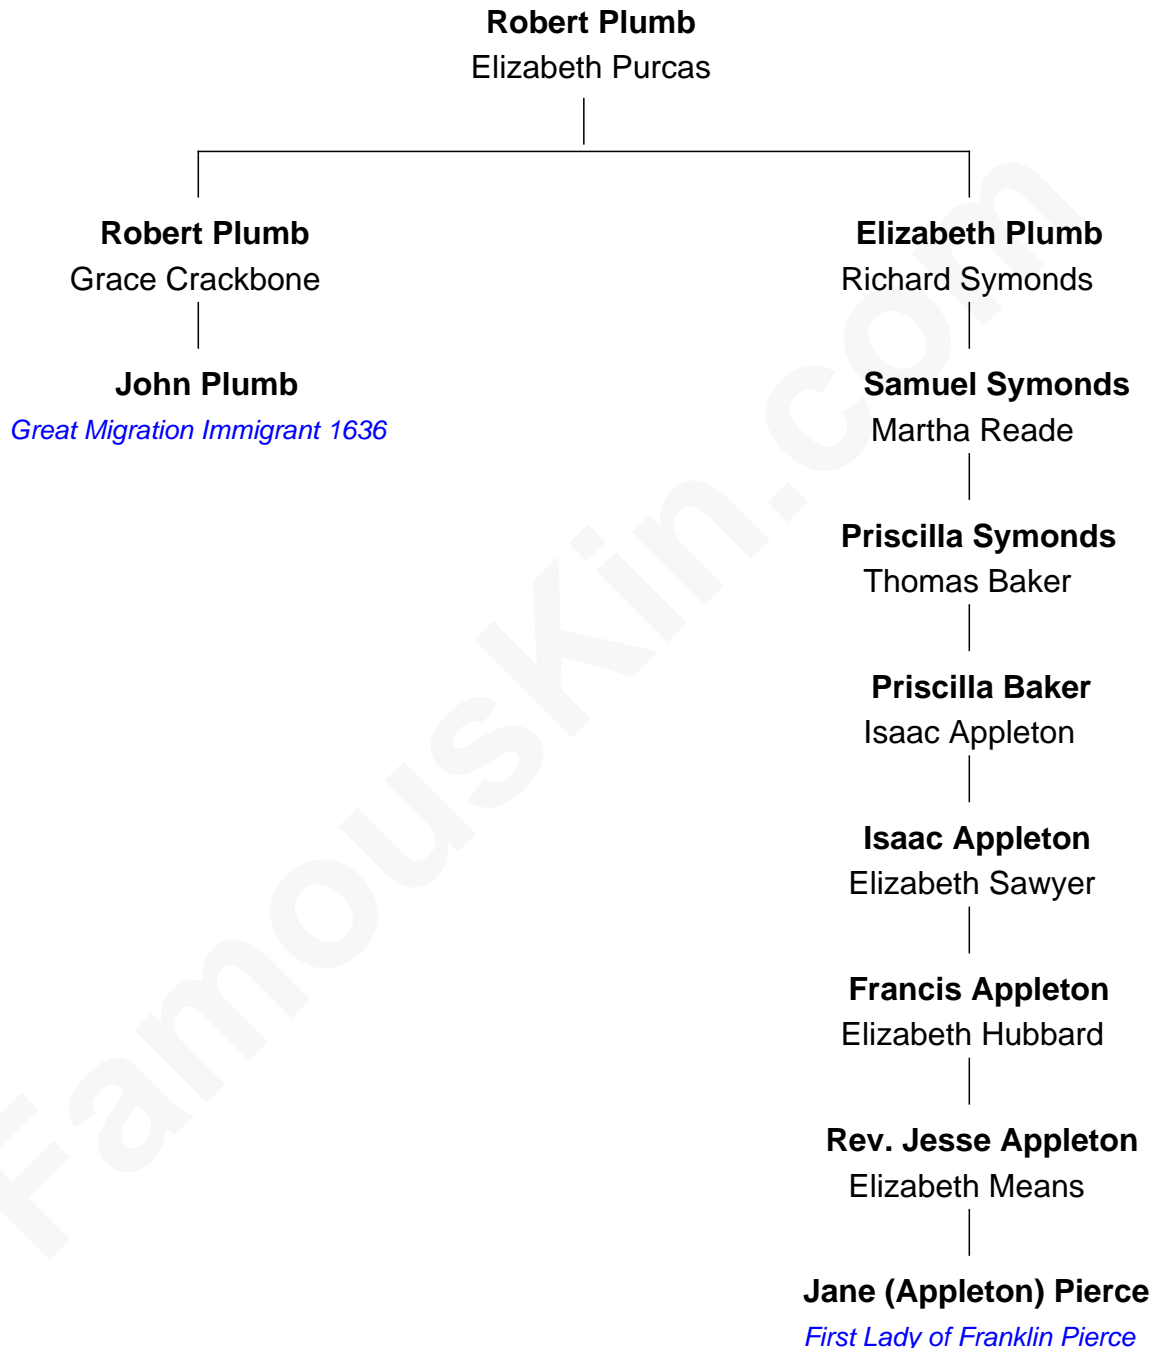 Robert Plumb
Elizabeth Purcas
Robert Plumb
Grace Crackbone
John Plumb
Great Migration Immigrant 1636
Elizabeth Plumb
Richard Symonds
Samuel Symonds
Martha Reade
Priscilla Symonds
Thomas Baker
Priscilla Baker
Isaac Appleton
Isaac Appleton
Elizabeth Sawyer
Francis Appleton
Elizabeth Hubbard
Rev. Jesse Appleton
Elizabeth Means
Jane (Appleton) Pierce
First Lady of Franklin Pierce
FamousKin.com